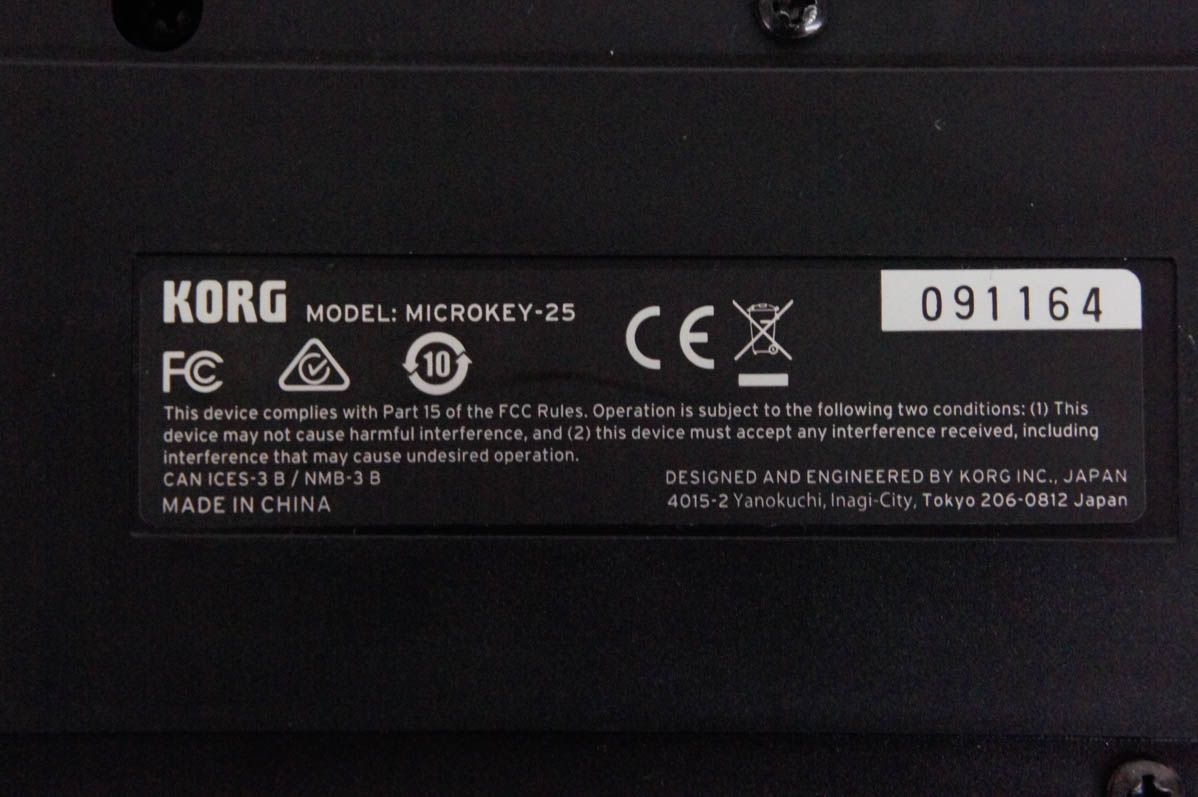 KORG MODEL: MICROKEY-25
091164
FC
10
CE
This device complies with Part 15 of the FCC Rules. Operation is subject to the following two conditions: (1) This
device may not cause harmful interference, and (2) this device must accept any interference received, including
interference that may cause undesired operation.
CAN ICES-3 B / NMB-3 B
MADE IN CHINA
DESIGNED AND ENGINEERED BY KORG INC., JAPAN
4015-2 Yanokuchi, Inagi-City, Tokyo 206-0812 Japan